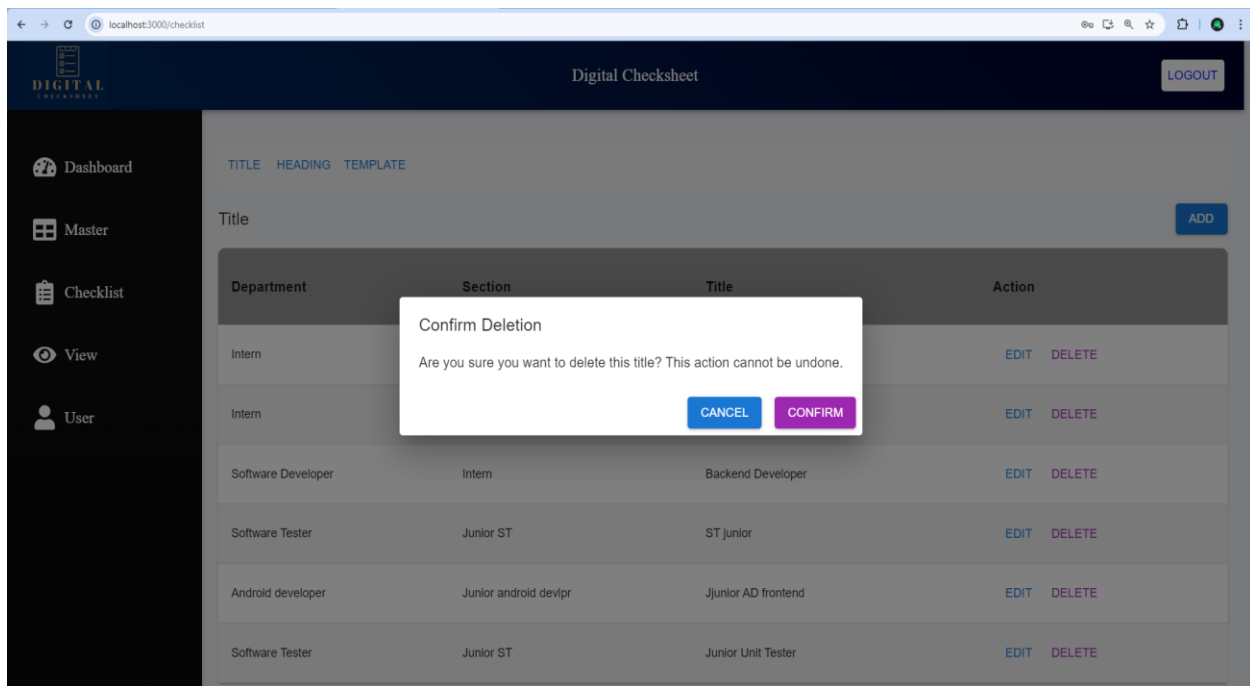 localhost:3000/checklist
DIGITAL
CHECKSHEET
Digital Checksheet
LOGOUT
Dashboard
Master
Checklist
View
User
TITLE HEADING TEMPLATE
Title
ADD
Department Section Title Action
Confirm Deletion
Are you sure you want to delete this title? This action cannot be undone.
CANCEL CONFIRM
Intern EDIT DELETE
Intern EDIT DELETE
Software Developer Intern Backend Developer EDIT DELETE
Software Tester Junior ST ST junior EDIT DELETE
Android developer Junior android devlpr Jjunior AD frontend EDIT DELETE
Software Tester Junior ST Junior Unit Tester EDIT DELETE